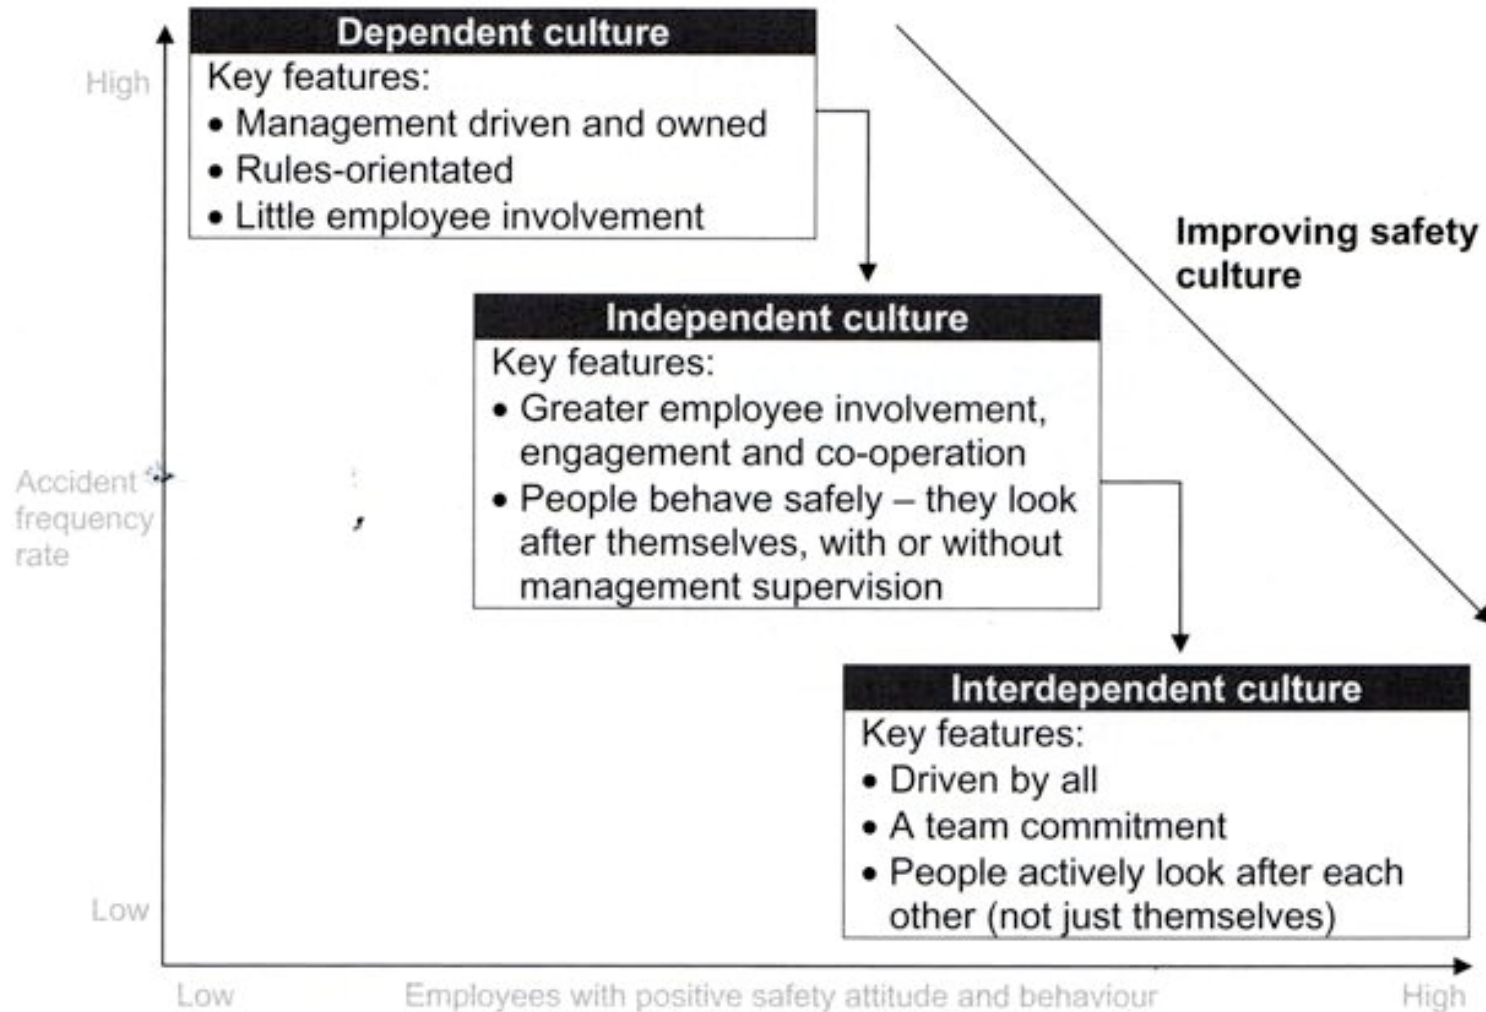 Dependent culture
High
Key features:
• Management driven and owned
• Rules-orientated
• Little employee involvement
Improving safety
culture
Independent culture
Key features:
• Greater employee involvement,
engagement and co-operation
• People behave safely – they look
after themselves, with or without
management supervision
Accident
frequency
rate
Interdependent culture
Key features:
• Driven by all
• A team commitment
• People actively look after each
other (not just themselves)
Low
Low
Employees with positive safety attitude and behaviour
High